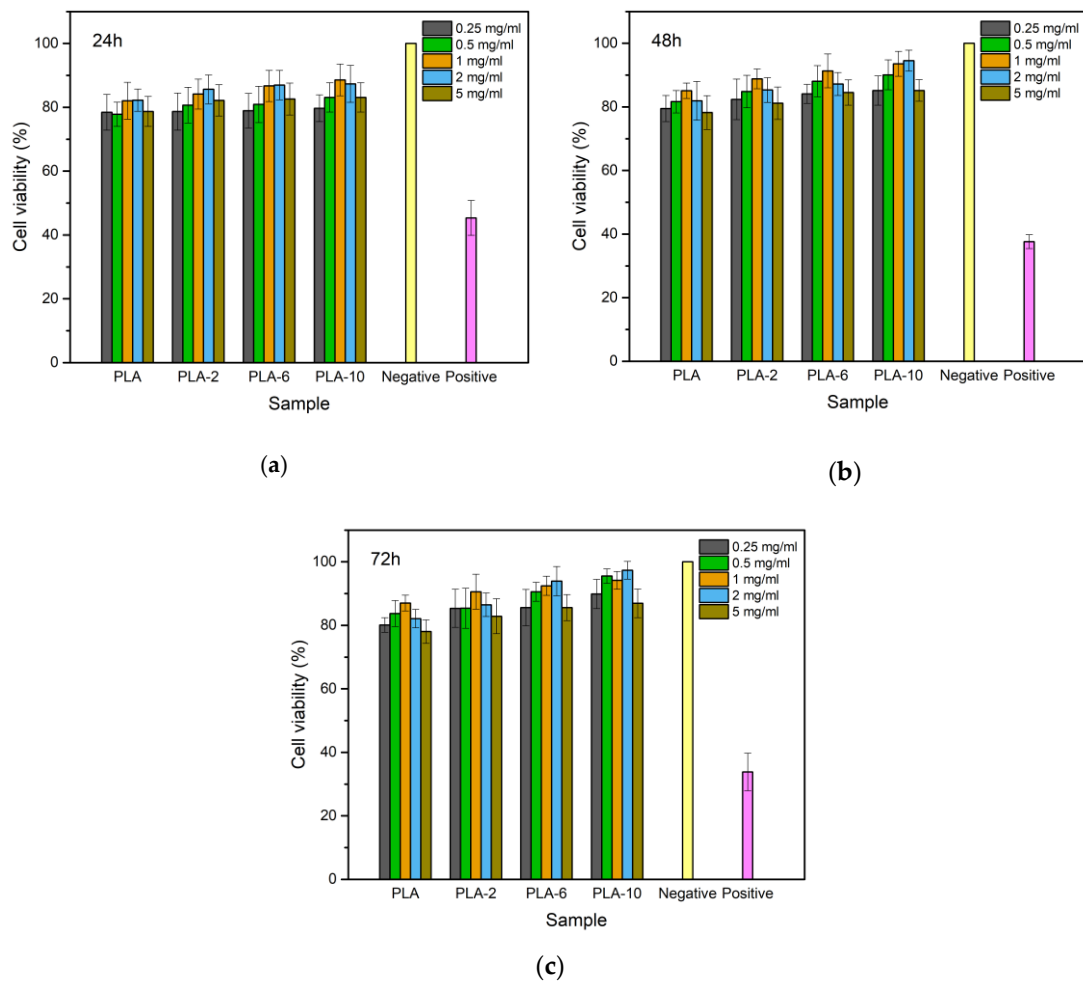 24h
0.25 mg/ml
0.5 mg/ml
1 mg/ml
2 mg/ml
5 mg/ml
100
80
60
40
20
0
Cell viability (%)
PLA PLA-2 PLA-6 PLA-10 Negative Positive
Sample
(a)
48h
0.25 mg/ml
0.5 mg/ml
1 mg/ml
2 mg/ml
5 mg/ml
100
80
60
40
20
0
Cell viability (%)
PLA PLA-2 PLA-6 PLA-10 Negative Positive
Sample
(b)
72h
0.25 mg/ml
0.5 mg/ml
1 mg/ml
2 mg/ml
5 mg/ml
100
80
60
40
20
0
Cell viability (%)
PLA PLA-2 PLA-6 PLA-10 Negative Positive
Sample
(c)